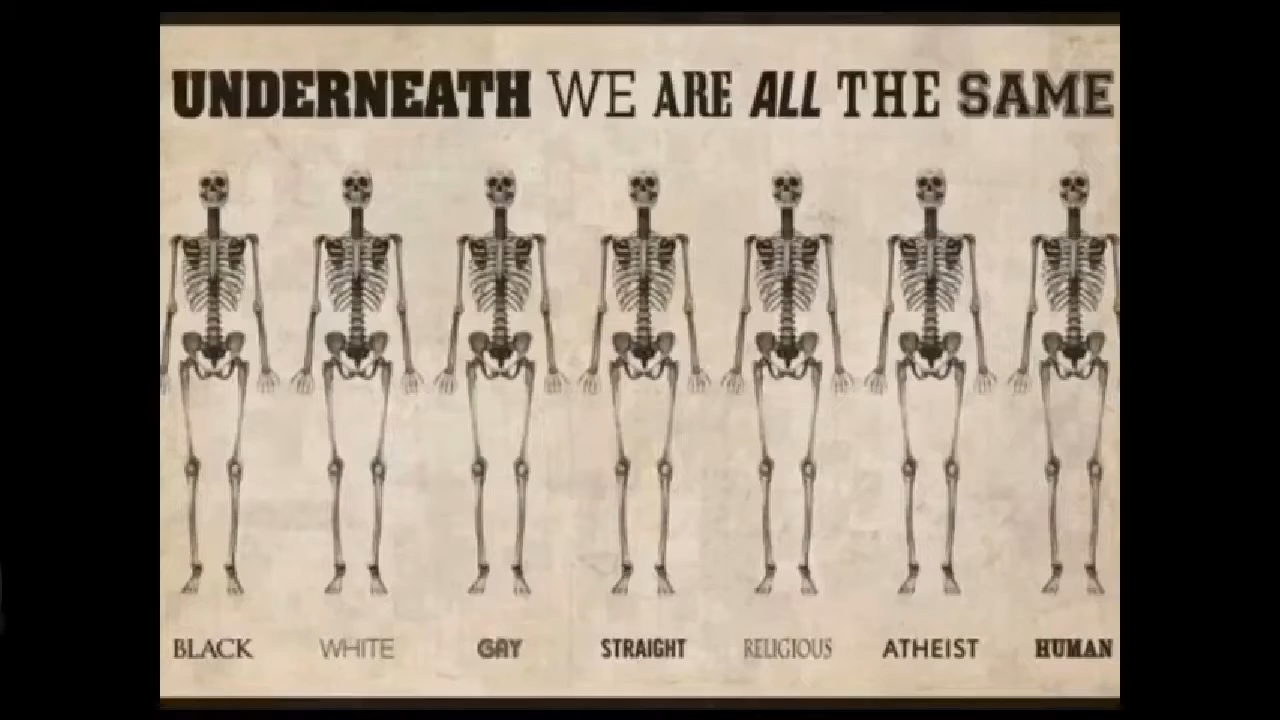 UNDERNEATH WE ARE ALL THE SAME
BLACK WHITE GAY STRAIGHT RELIGIOUS ATHEIST HUMAN